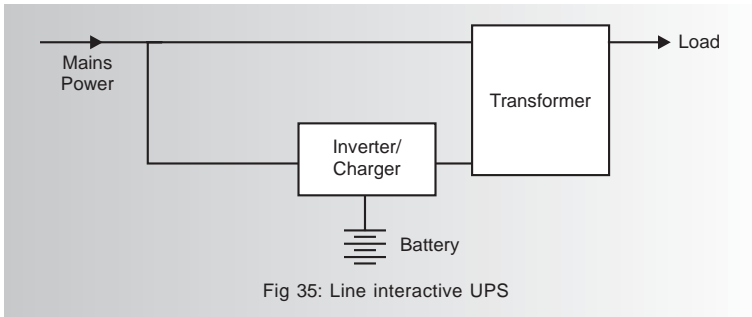 Mains
Power
Load
Transformer
Inverter/
Charger
Battery
Fig 35: Line interactive UPS